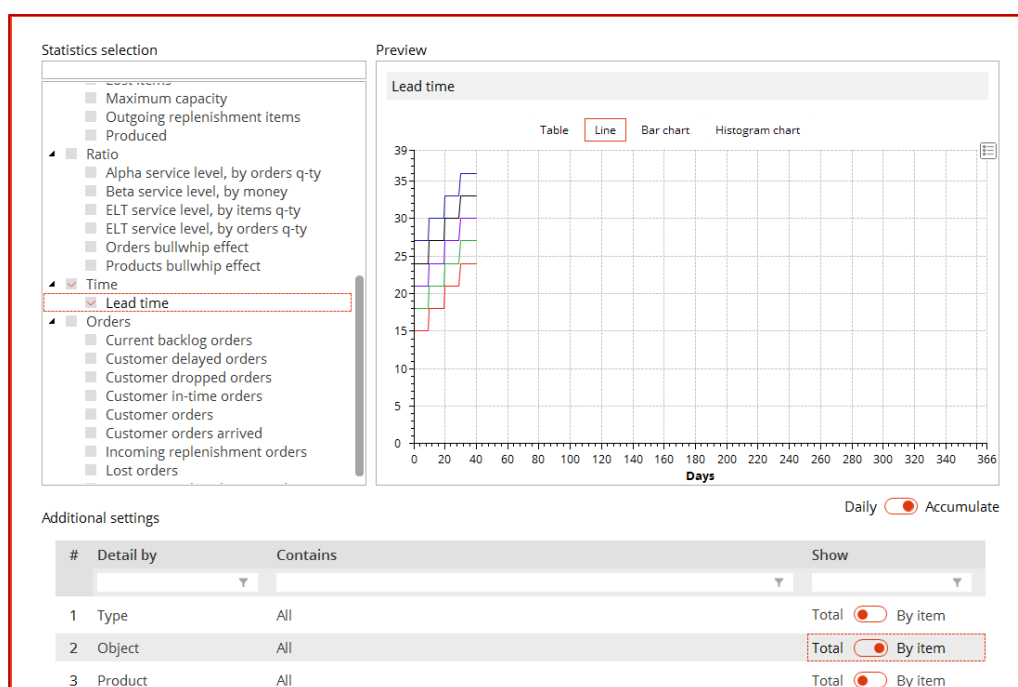 Statistics selection
Maximum capacity
Outgoing replenishment items
Produced
Ratio
Alpha service level, by orders q-ty
Beta service level, by money
ELT service level, by items q-ty
ELT service level, by orders q-ty
Orders bullwhip effect
Products bullwhip effect
Time
Lead time
Orders
Current backlog orders
Customer delayed orders
Customer dropped orders
Customer in-time orders
Customer orders
Customer orders arrived
Incoming replenishment orders
Lost orders
Preview
Lead time
Table Line Bar chart Histogram chart
39
35
30
25
20
15
10
5
0
0 20 40 60 80 100 120 140 160 180 200 220 240 260 280 300 320 340 366
Days
Daily Accumulate
Additional settings
# Detail by Contains Show
1 Type All Total By item
2 Object All Total By item
3 Product All Total By item